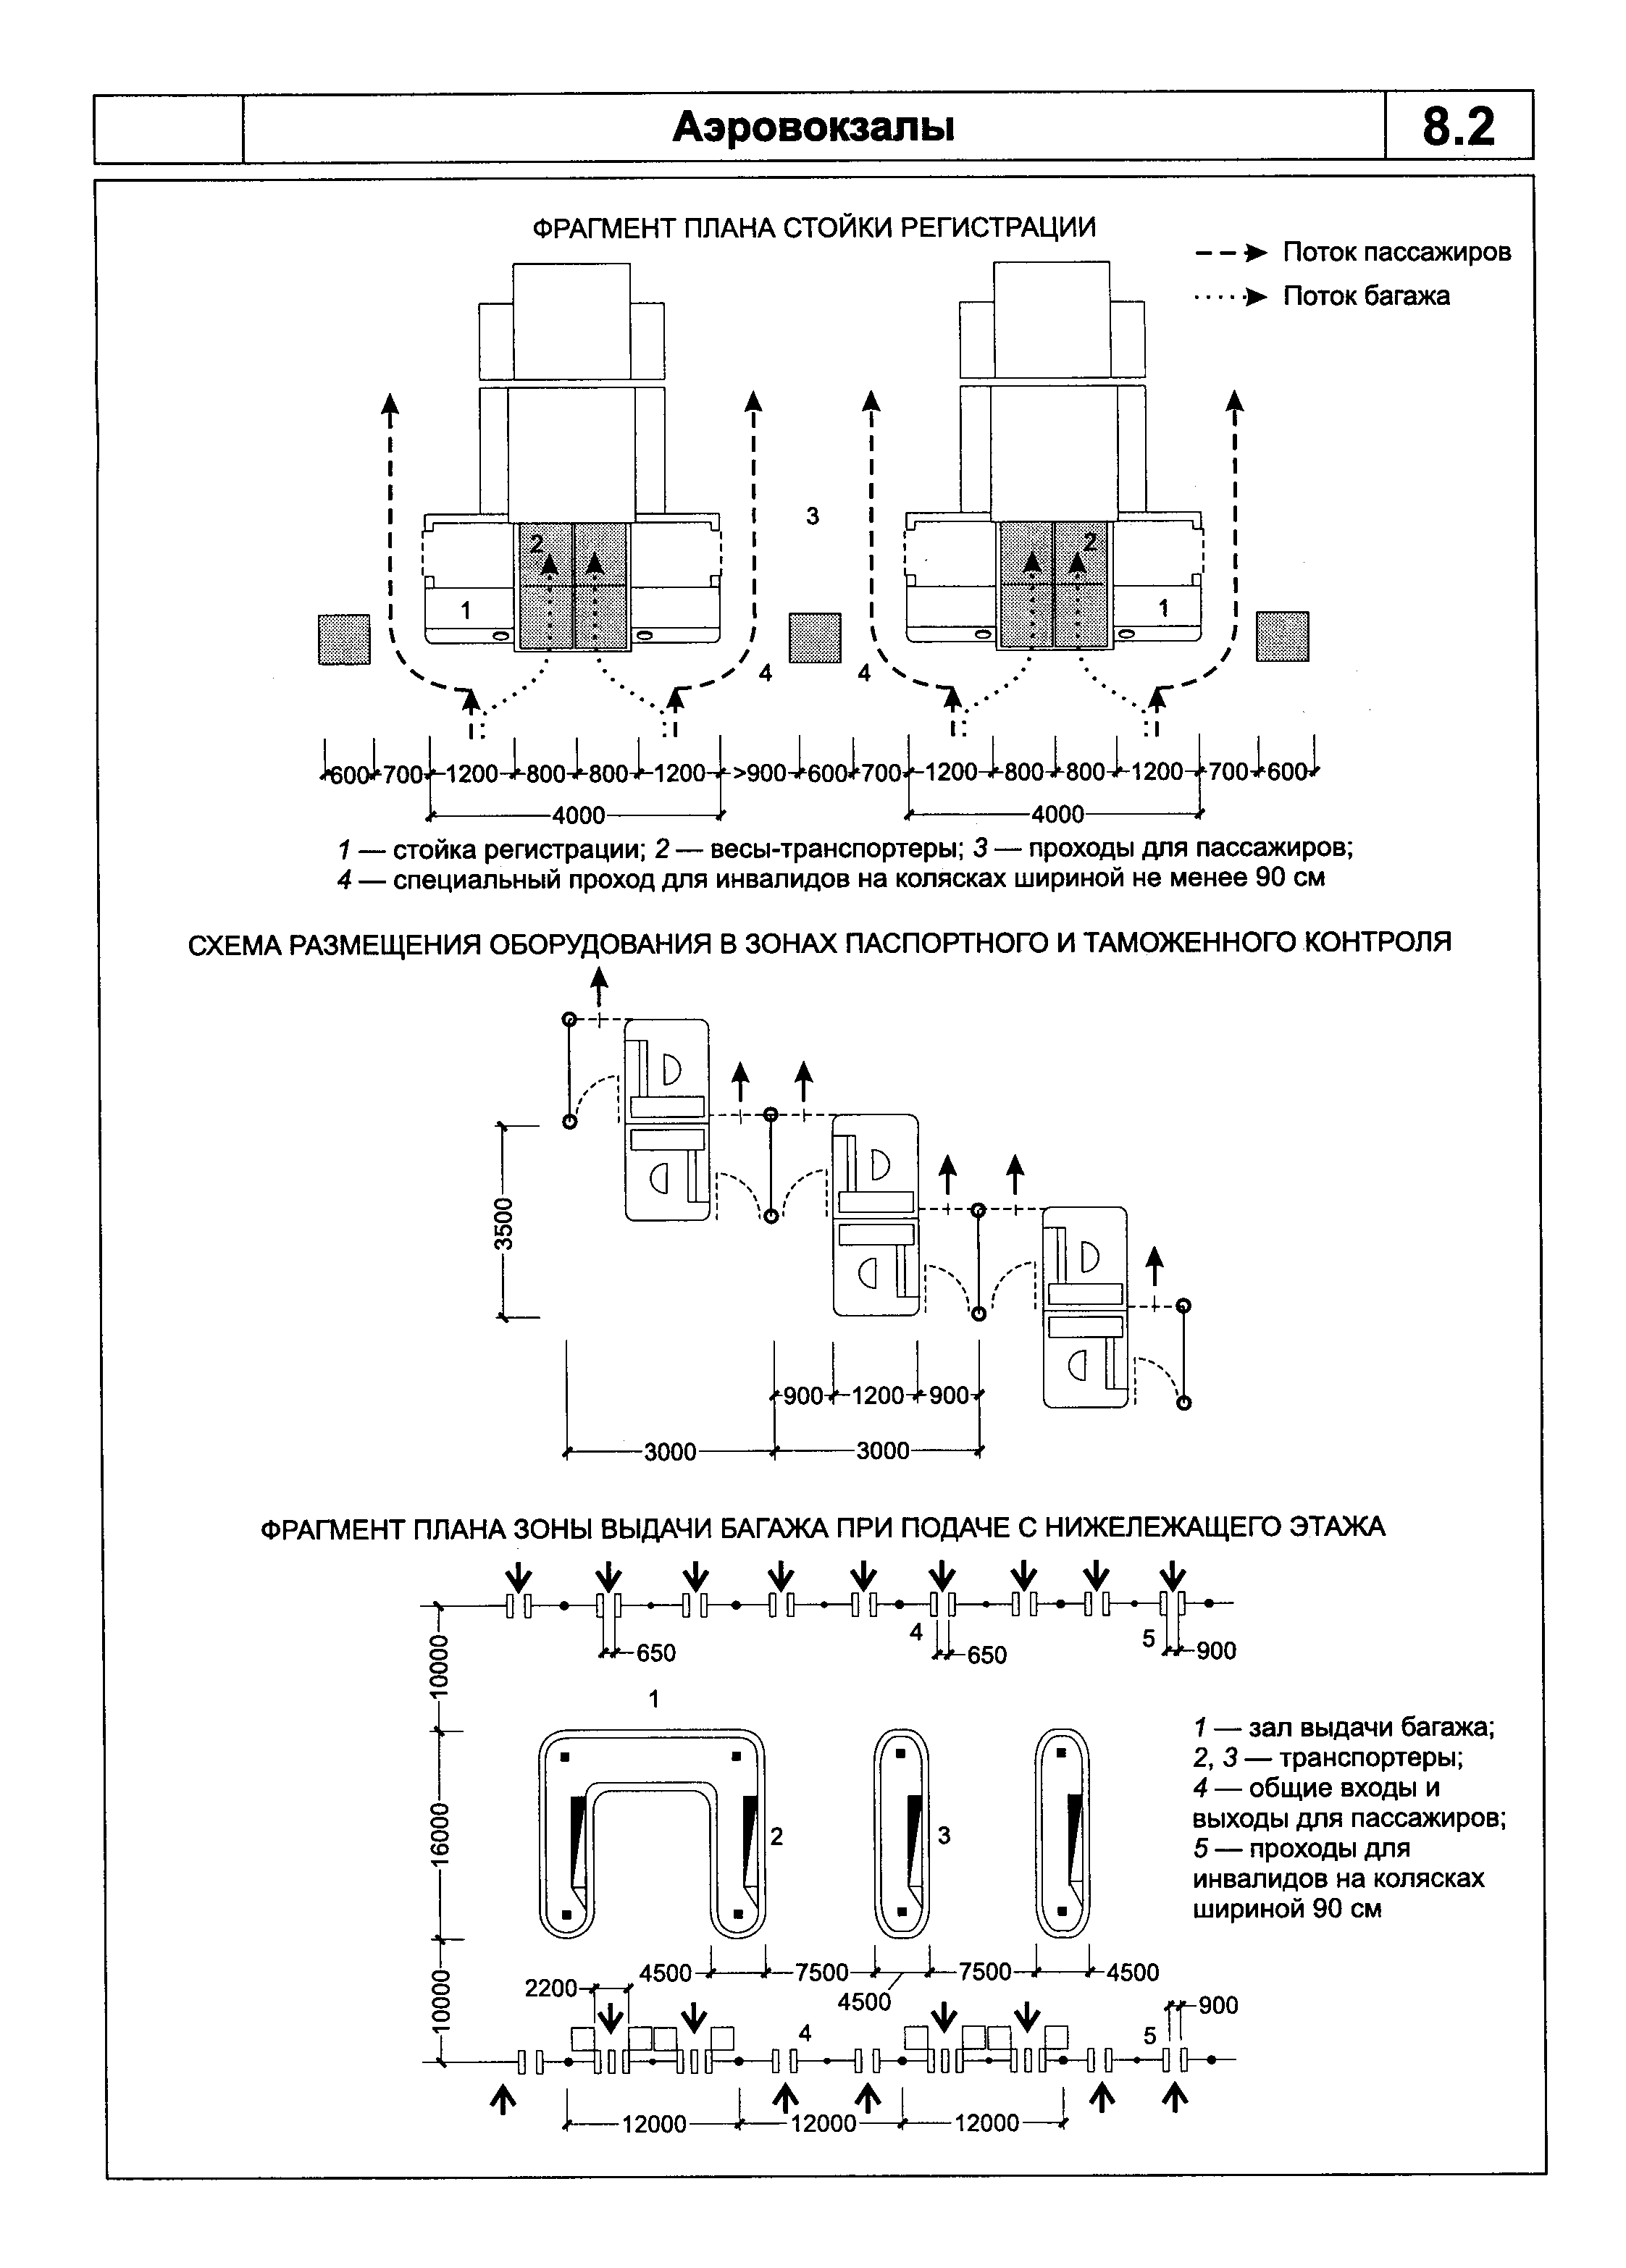 Аэровокзалы
8.2
ФРАГМЕНТ ПЛАНА СТОЙКИ РЕГИСТРАЦИИ
Поток пассажиров
Поток багажа
3
2
2
1
1
4
4
600 700 1200 800 800 1200 >900 600 700 1200 800 800 1200 700 600
4000
4000
1 — стойка регистрации; 2 — весы-транспортеры; 3 — проходы для пассажиров;
4 — специальный проход для инвалидов на колясках шириной не менее 90 см
СХЕМА РАЗМЕЩЕНИЯ ОБОРУДОВАНИЯ В ЗОНАХ ПАСПОРТНОГО И ТАМОЖЕННОГО КОНТРОЛЯ
3500
900 1200 900
3000 3000
ФРАГМЕНТ ПЛАНА ЗОНЫ ВЫДАЧИ БАГАЖА ПРИ ПОДАЧЕ С НИЖЕЛЕЖАЩЕГО ЭТАЖА
4
5
650
650
900
10000
1
1 — зал выдачи багажа;
2, 3 — транспортеры;
4 — общие входы и
выходы для пассажиров;
5 — проходы для
инвалидов на колясках
шириной 90 см
16000
2
3
4500 7500 7500 4500
4500
2200
10000
900
4
5
12000 12000 12000